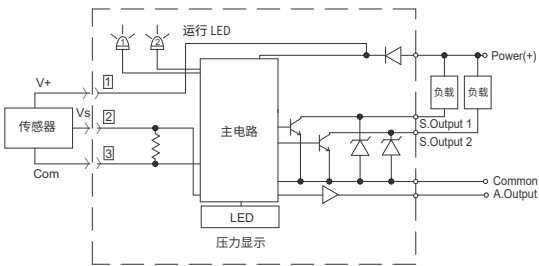 运行 LED
1
2
Power(+)
V+
1
负载
负载
传感器
Vs
2
主电路
S.Output 1
S.Output 2
3
Com
Common
A.Output
LED
压力显示